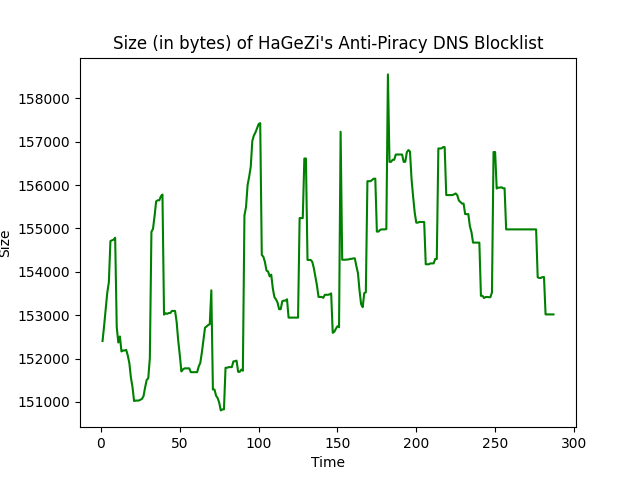 Size (in bytes) of HaGeZi's Anti-Piracy DNS Blocklist
158000
157000
156000
155000
154000
153000
152000
151000
Size
0 50 100 150 200 250 300
Time